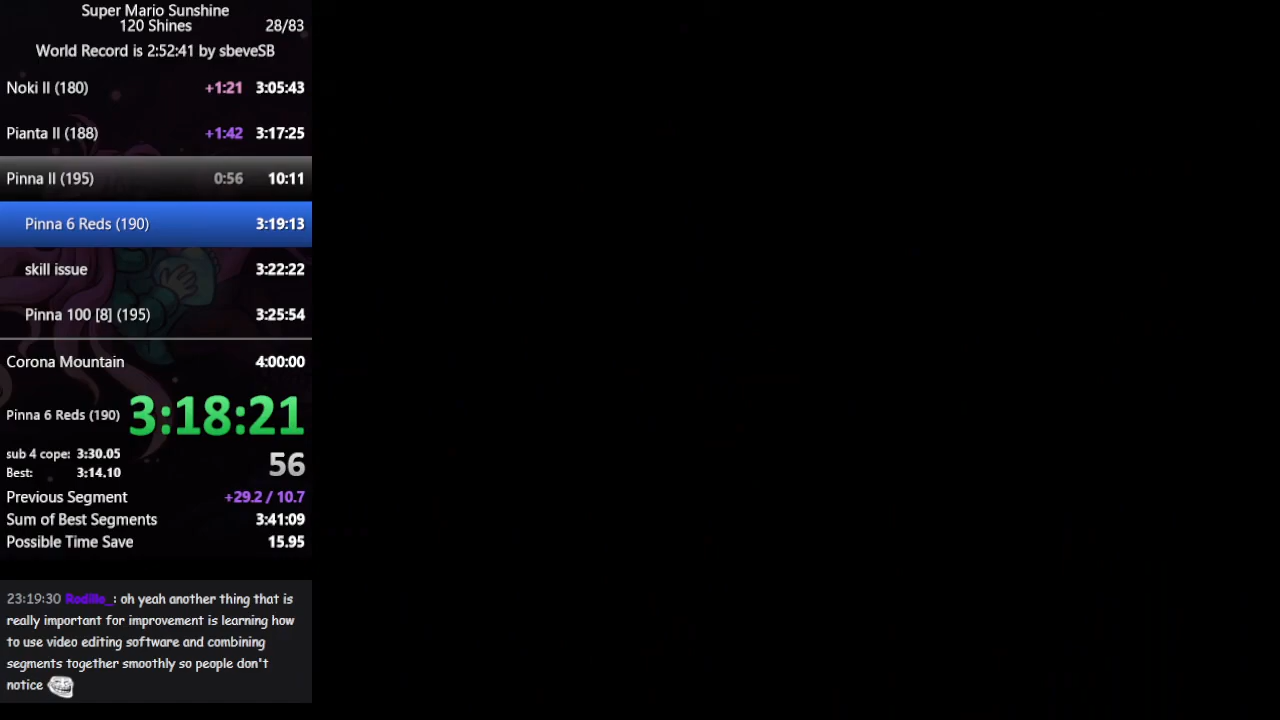 Super Mario Sunshine
120 Shines 28/83
World Record is 2:52:41 by sbeveSB
Noki II (180) +1:21 3:05:43
Pianta II (188) +1:42 3:17:25
Pinna II (195) 0:56 10:11
Pinna 6 Reds (190) 3:19:13
skill issue 3:22:22
Pinna 100 [8] (195) 3:25:54
Corona Mountain 4:00:00
Pinna 6 Reds (190) 3:18:21
sub 4 cope: 3:30.05
Best: 3:14.10 56
Previous Segment +29.2 / 10.7
Sum of Best Segments 3:41:09
Possible Time Save 15.95
23:19:30 Rodillo_: oh yeah another thing that is
really important for improvement is learning how
to use video editing software and combining
segments together smoothly so people don't
notice